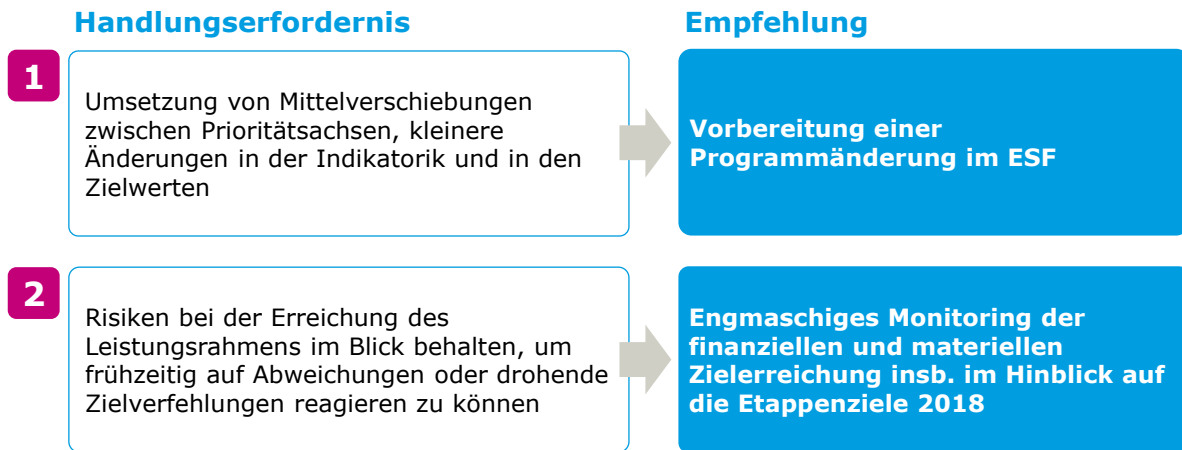 Handlungserfordernis
Empfehlung
1
Umsetzung von Mittelverschiebungen
zwischen Prioritätsachsen, kleinere
Änderungen in der Indikatorik und in den
Zielwerten
Vorbereitung einer
Programmänderung im ESF
2
Risiken bei der Erreichung des
Leistungsrahmens im Blick behalten, um
frühzeitig auf Abweichungen oder drohende
Zielverfehlungen reagieren zu können
Engmaschiges Monitoring der
finanziellen und materiellen
Zielerreichung insb. im Hinblick auf
die Etappenziele 2018